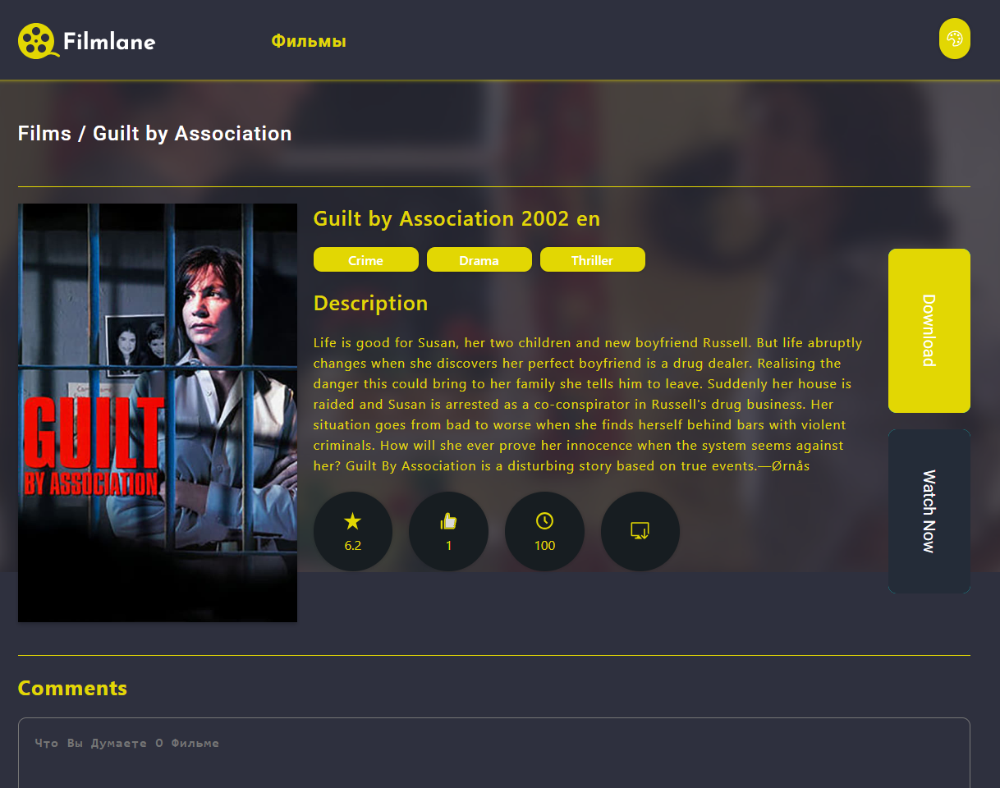 Filmlane
Фильмы
Films / Guilt by Association
Guilt by Association 2002 en
Crime
Drama
Thriller
Description
Life is good for Susan, her two children and new boyfriend Russell. But life abruptly
changes when she discovers her perfect boyfriend is a drug dealer. Realising the
danger this could bring to her family she tells him to leave. Suddenly her house is
raided and Susan is arrested as a co-conspirator in Russell's drug business. Her
situation goes from bad to worse when she finds herself behind bars with violent
criminals. How will she ever prove her innocence when the system seems against
her? Guilt By Association is a disturbing story based on true events.—Ørnås
GUILT
BY ASSOCIATION
6.2
1
100
Download
Watch Now
Comments
Что Вы Думаете О Фильме